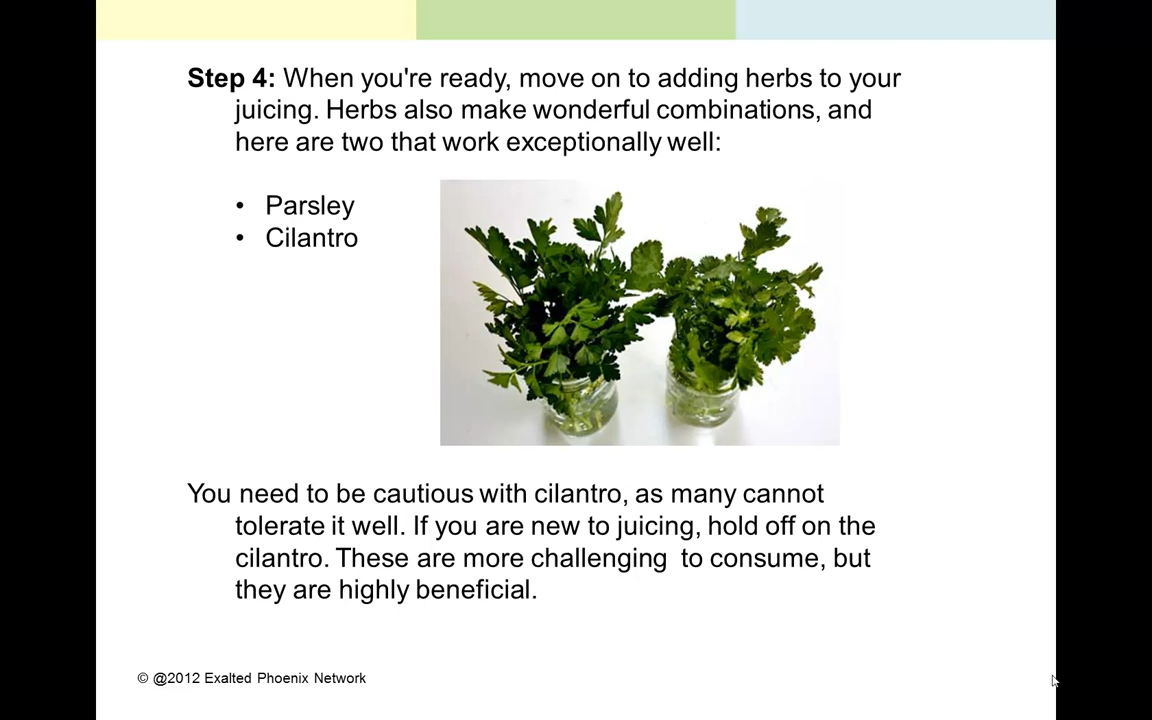 Step 4: When you're ready, move on to adding herbs to your
juicing. Herbs also make wonderful combinations, and
here are two that work exceptionally well:
• Parsley
• Cilantro
You need to be cautious with cilantro, as many cannot
tolerate it well. If you are new to juicing, hold off on the
cilantro. These are more challenging  to consume, but
they are highly beneficial.
© @2012 Exalted Phoenix Network